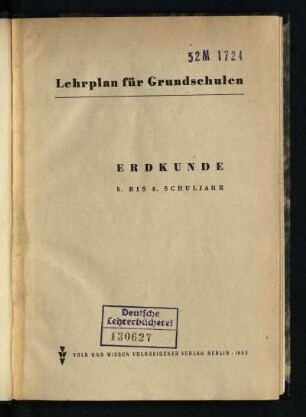 52M 1724
Lehrplan für Grundschulen
ERDKUNDE
5. BIS 8. SCHULJAHR
Deutsche
Lehrerbücherei
130627
VOLK UND WISSEN VOLKSEIGENER VERLAG BERLIN · 1952